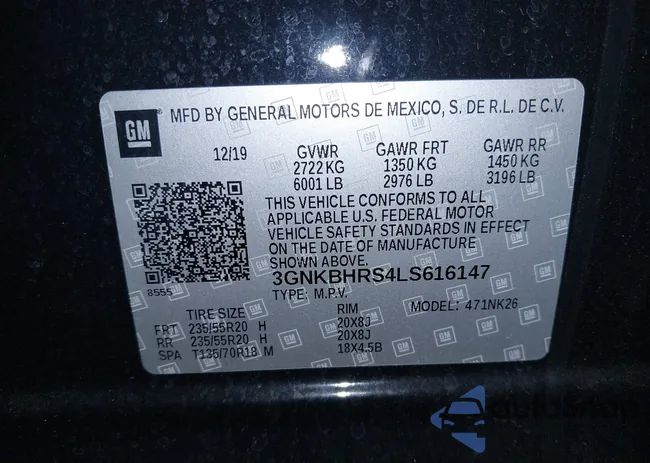 GM
MFD BY GENERAL MOTORS DE MEXICO, S. DE R.L. DE C.V.
12/19 GVWR GAWR FRT GAWR RR
2722 KG 1350 KG 1450 KG
6001 LB 2976 LB 3196 LB
THIS VEHICLE CONFORMS TO ALL
APPLICABLE U.S. FEDERAL MOTOR
VEHICLE SAFETY STANDARDS IN EFFECT
ON THE DATE OF MANUFACTURE
SHOWN ABOVE.
8555 3GNKBHRS4LS616147
TYPE: M.P.V. MODEL: 471NK26
TIRE SIZE RIM
FRT 235/55R20 H 20X8J
RR 235/55R20 H 20X8J
SPA T135/70R18 M 18X4.5B